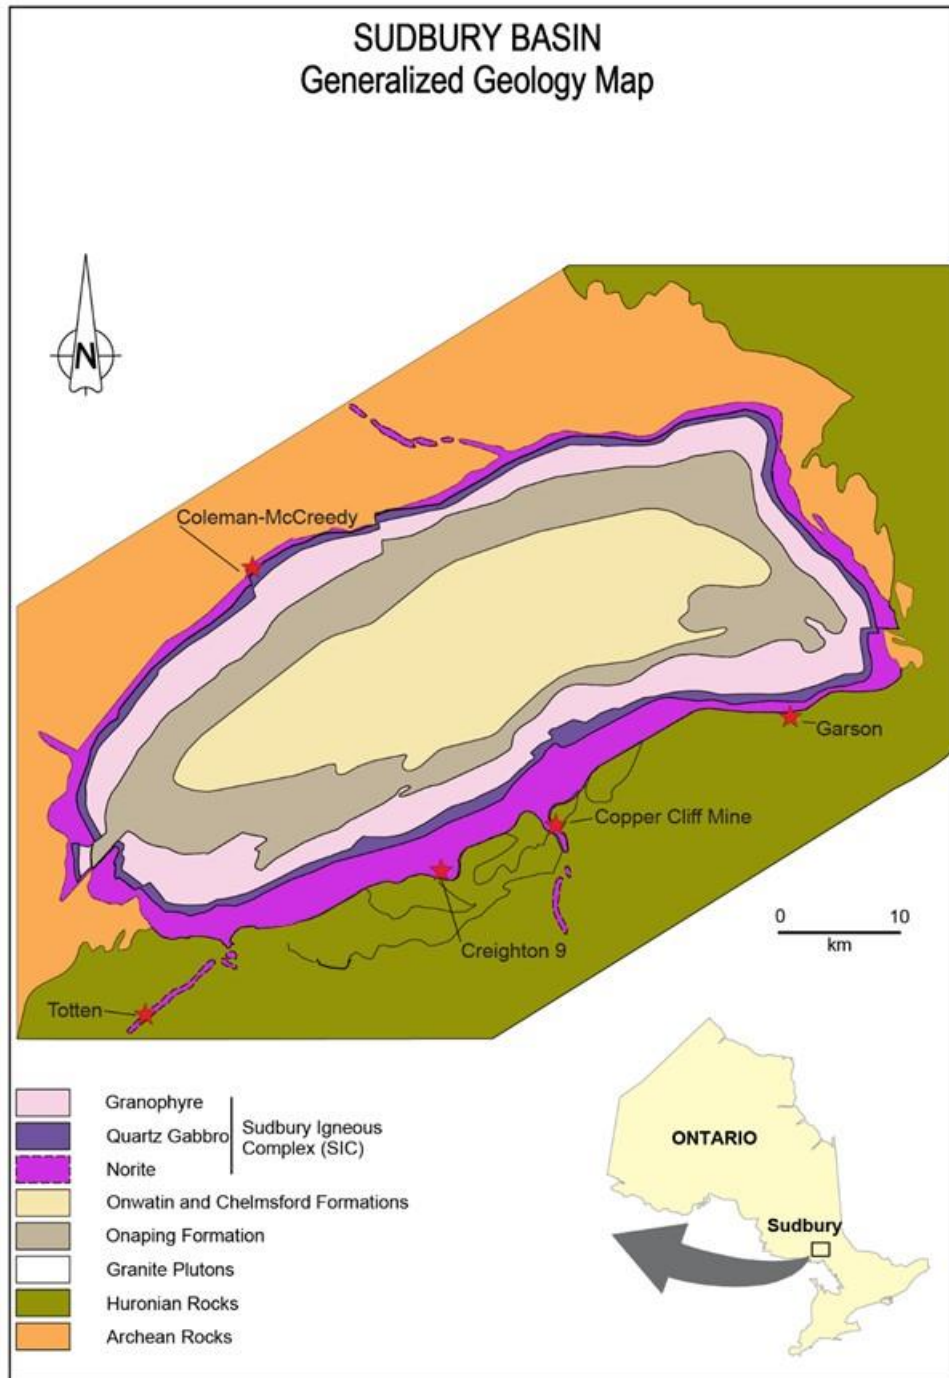 SUDBURY BASIN
Generalized Geology Map
N
Coleman-McCreedy
Garson
Copper Cliff Mine
Creighton 9
Totten
0 10
km
Granophyre
Quartz Gabbro
Norite
Sudbury Igneous
Complex (SIC)
Onwatin and Chelmsford Formations
Onaping Formation
Granite Plutons
Huronian Rocks
Archean Rocks
ONTARIO
Sudbury